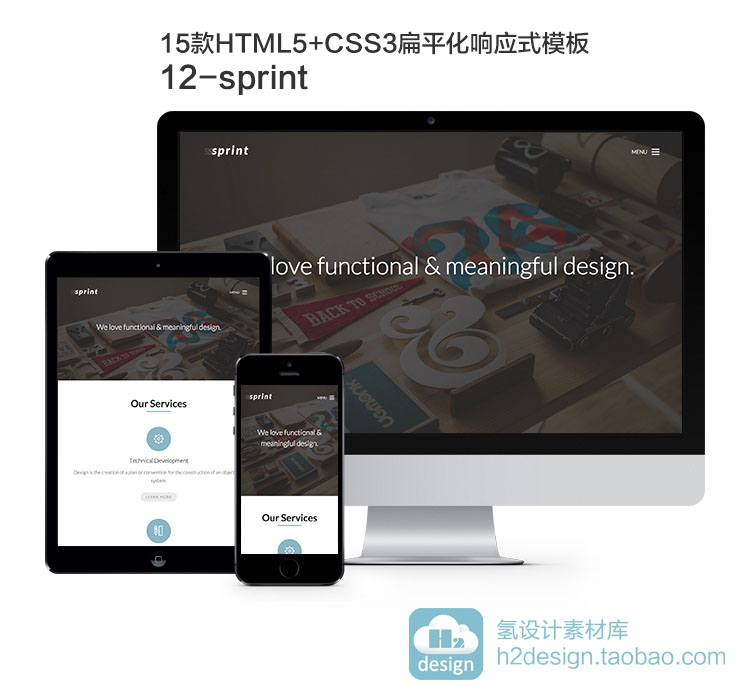 15款HTML5+CSS3扁平化响应式模板
12-sprint
sprint
MENU
love functional & meaningful design.
BACK TO SCHOOL
sprint
MENU
We love functional & meaningful design.
Our Services
Technical Development
Design is the creation of a plan or convention for the construction of an object
system
LEARN MORE
sprint
MENU
We love functional &
meaningful design.
Our Services
H2
design
氢设计素材库
h2design.taobao.com